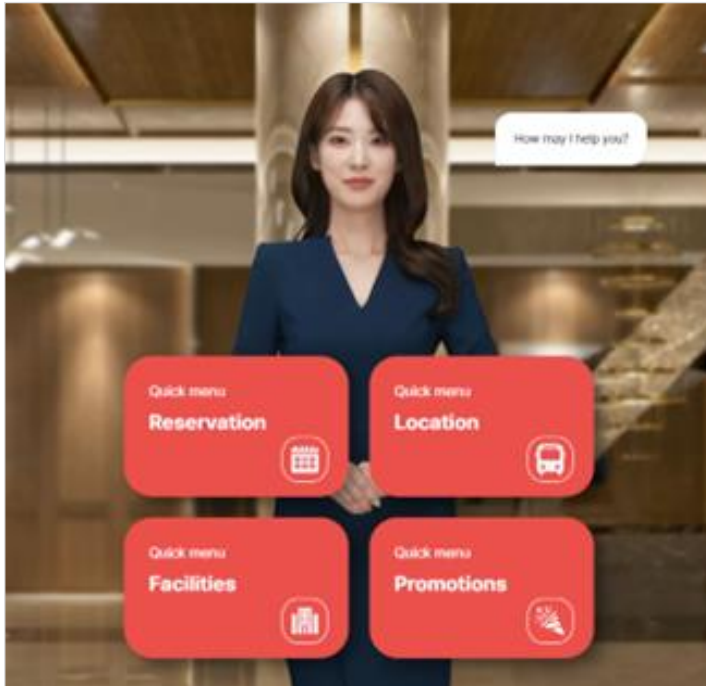 How may I help you?
Quick menu
Reservation
Quick menu
Location
Quick menu
Facilities
Quick menu
Promotions